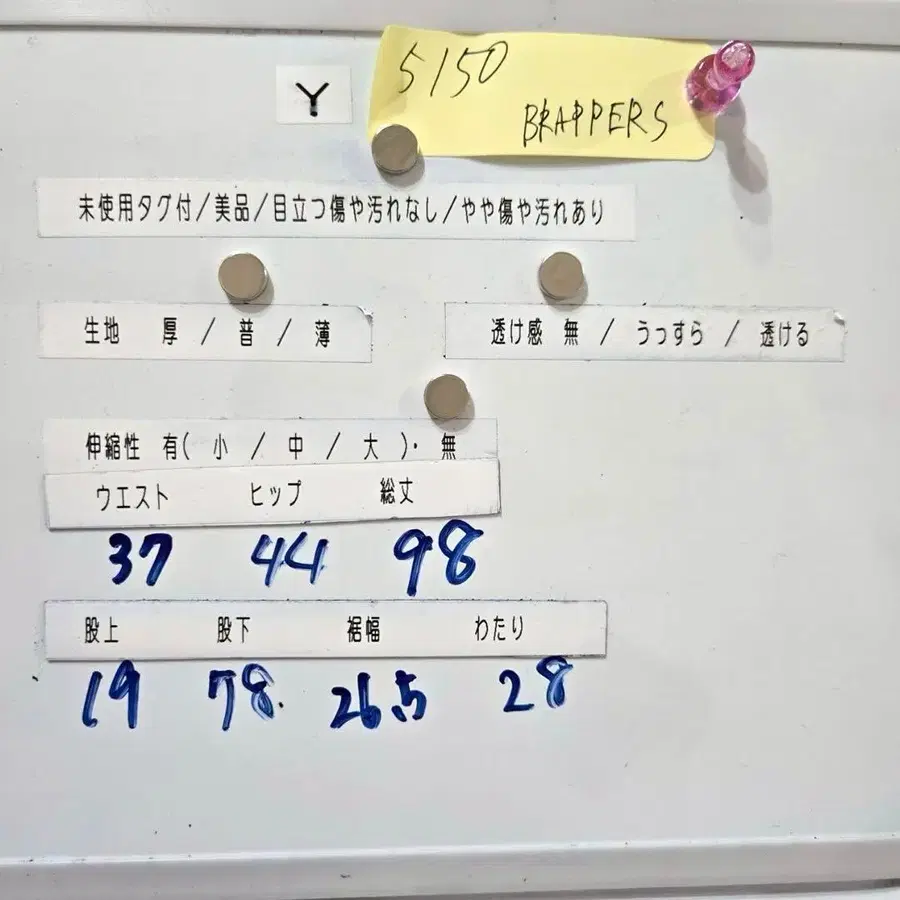 5150
Y
BRAPPERS
未使用タグ付/美品/目立つ傷や汚れなし/やや傷や汚れあり
生地 厚 / 普 / 薄
透け感 無 / うっすら / 透ける
伸縮性 有( 小 / 中 / 大 )・ 無
ウエスト ヒップ 総丈
37 44 98
股上 股下 裾幅 わたり
19 78. 26.5 28